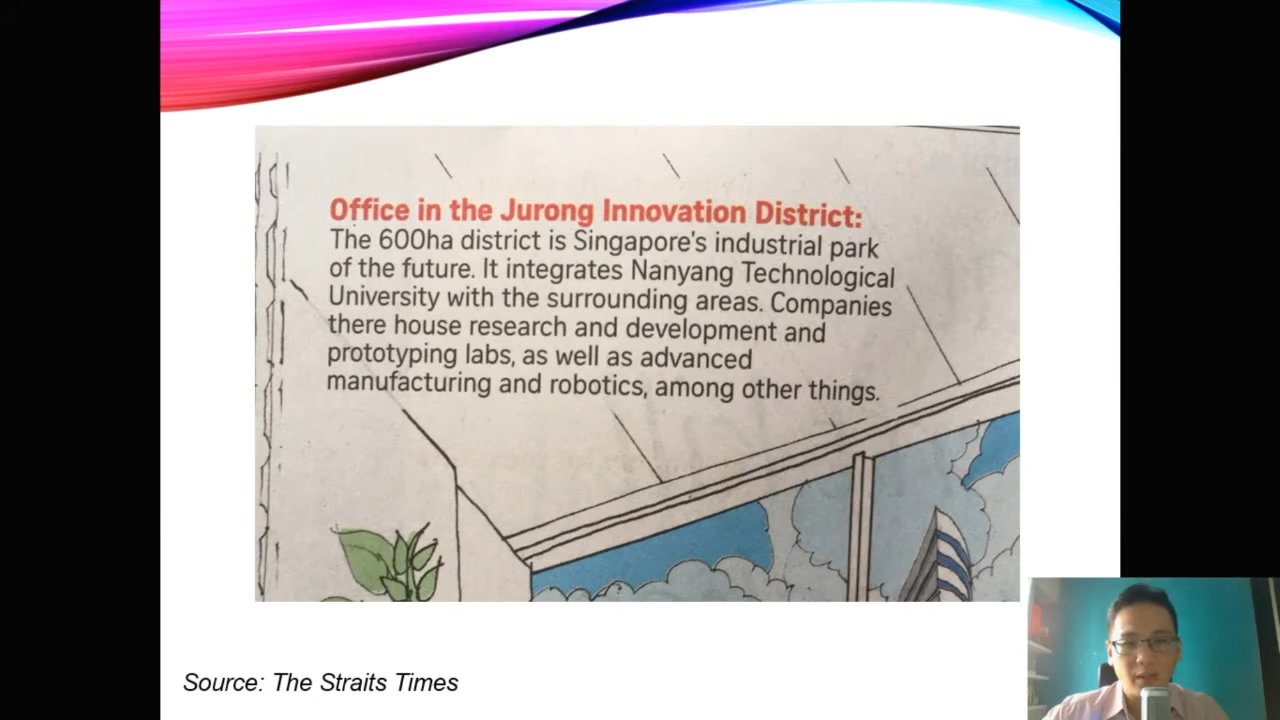 Office in the Jurong Innovation District:
The 600ha district is Singapore's industrial park
of the future. It integrates Nanyang Technological
University with the surrounding areas. Companies
there house research and development and
prototyping labs, as well as advanced
manufacturing and robotics, among other things.
Source: The Straits Times